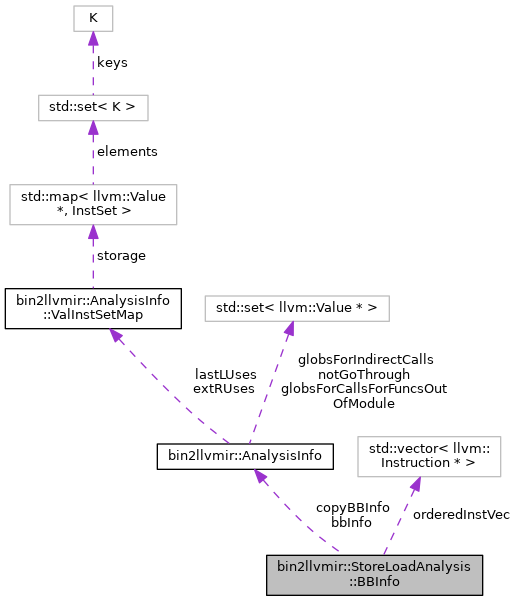 K
keys
std::set< K >
elements
std::map< llvm::Value
*, InstSet >
storage
bin2llvmir::AnalysisInfo
::ValInstSetMap
std::set< llvm::Value * >
lastLUses
extRUses
globsForIndirectCalls
notGoThrough
globsForCallsForFuncsOut
OfModule
bin2llvmir::AnalysisInfo
std::vector< llvm::
Instruction * >
copyBBInfo
bbInfo
orderedInstVec
bin2llvmir::StoreLoadAnalysis
::BBInfo